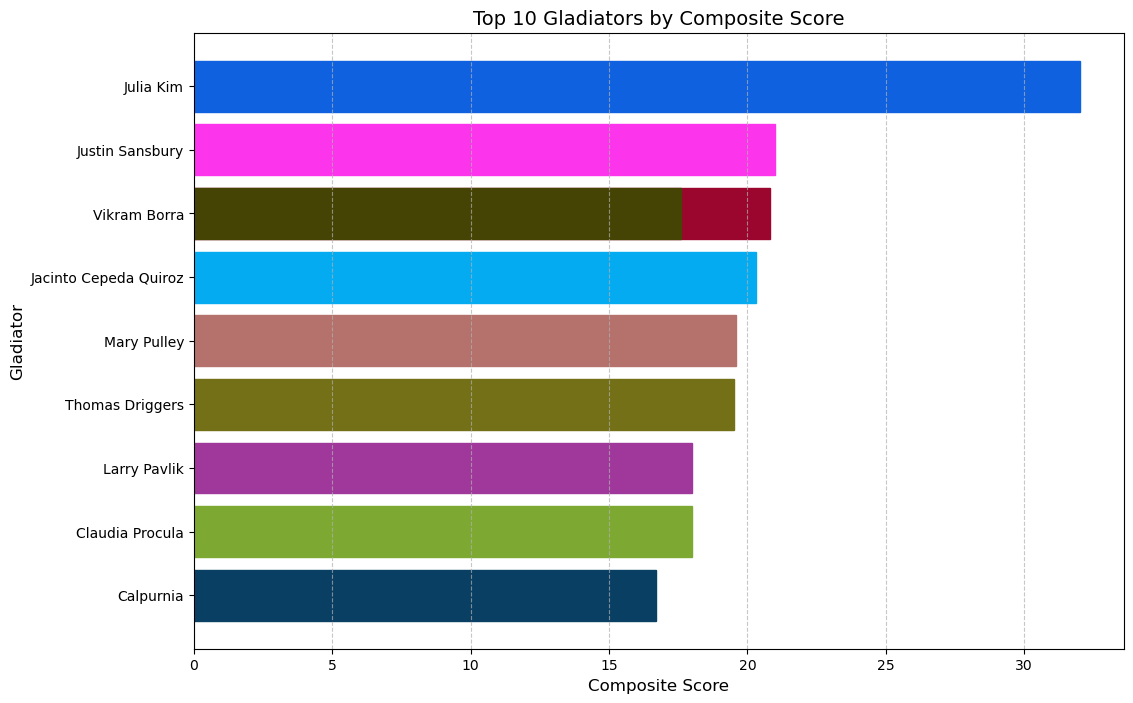 Top 10 Gladiators by Composite Score
Gladiator
Julia Kim
Justin Sansbury
Vikram Borra
Jacinto Cepeda Quiroz
Mary Pulley
Thomas Driggers
Larry Pavlik
Claudia Procula
Calpurnia
0 5 10 15 20 25 30
Composite Score